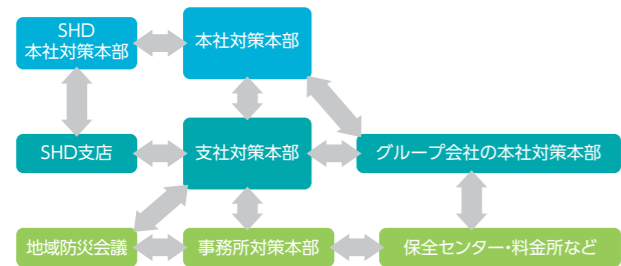 SHD
本社対策本部
本社対策本部
SHD支店
支社対策本部
グループ会社の本社対策本部
地域防災会議
事務所対策本部
保全センター・料金所など